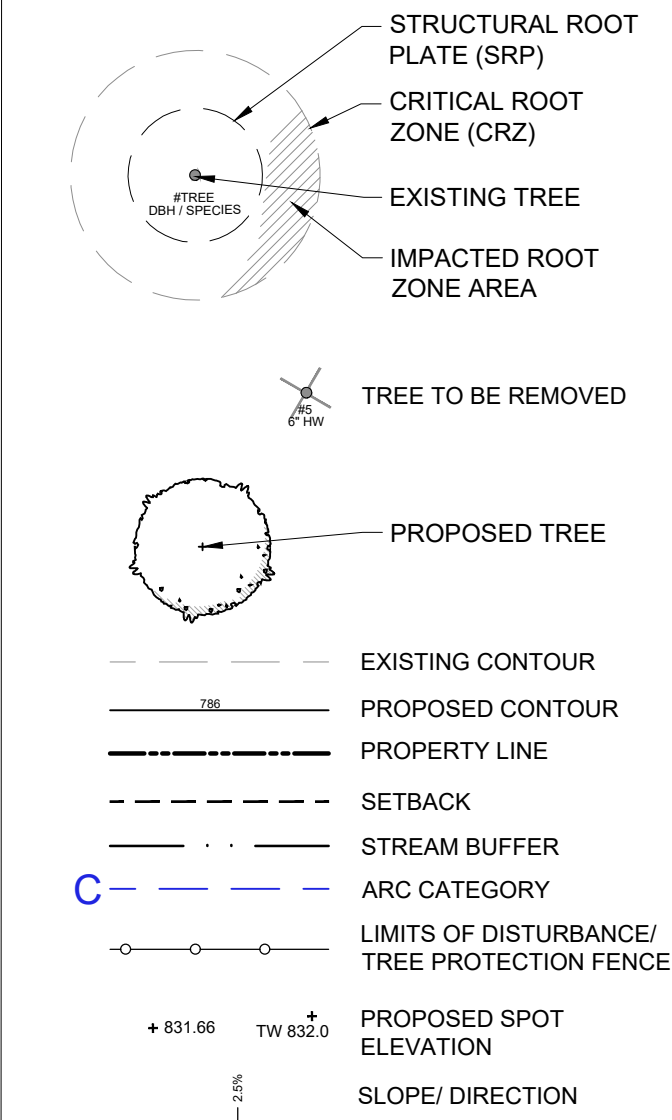 STRUCTURAL ROOT
PLATE (SRP)
CRITICAL ROOT
ZONE (CRZ)
#TREE
DBH / SPECIES
EXISTING TREE
IMPACTED ROOT
ZONE AREA
#5
6" HW
TREE TO BE REMOVED
PROPOSED TREE
EXISTING CONTOUR
786
PROPOSED CONTOUR
PROPERTY LINE
SETBACK
STREAM BUFFER
C
ARC CATEGORY
LIMITS OF DISTURBANCE/
TREE PROTECTION FENCE
+ 831.66
+
TW 832.0
PROPOSED SPOT
ELEVATION
2.5%
SLOPE/ DIRECTION